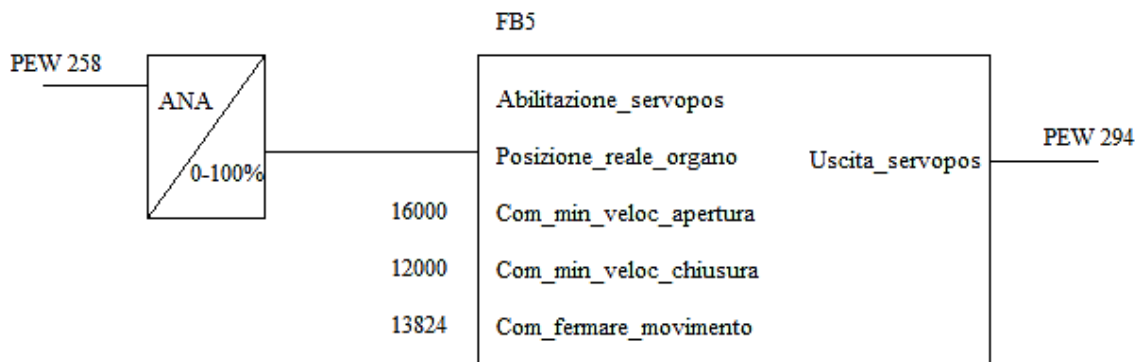 FB5
PEW 258
ANA
0-100%
Abilitazione_servopos
Posizione_reale_organo
Uscita_servopos
PEW 294
16000
Com_min_veloc_apertura
12000
Com_min_veloc_chiusura
13824
Com_fermare_movimento